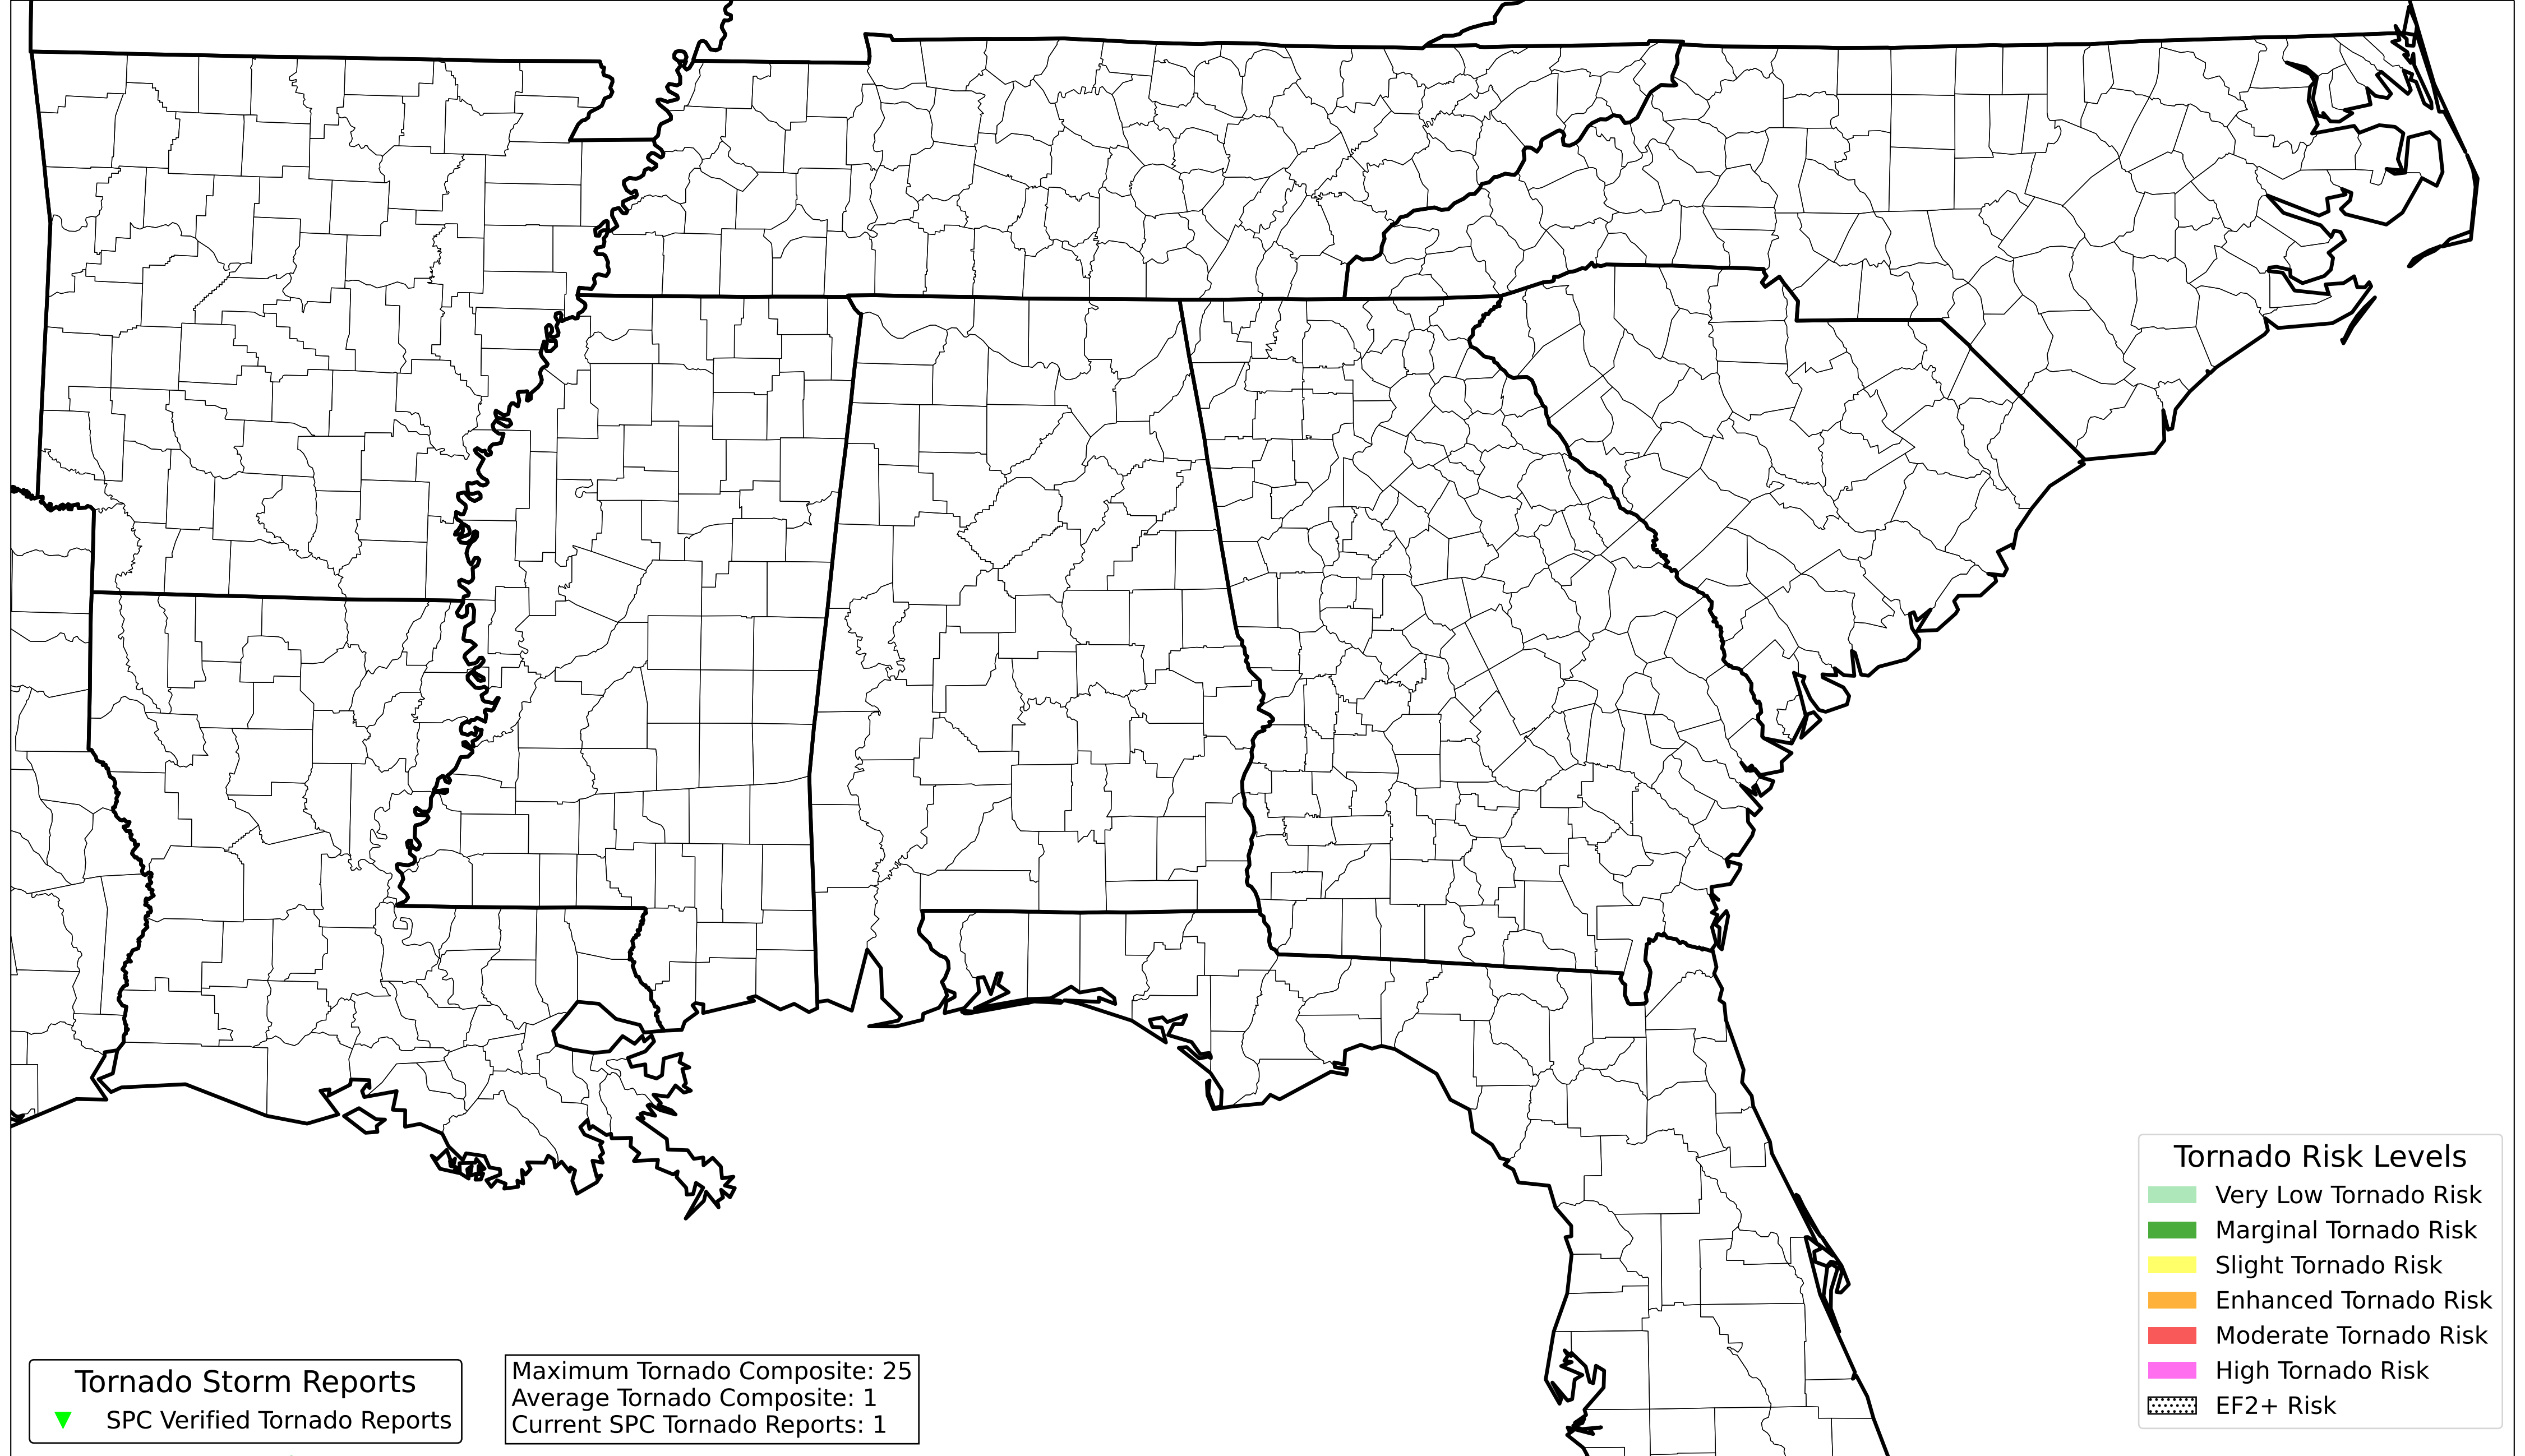 Tornado Risk Levels
Very Low Tornado Risk
Marginal Tornado Risk
Slight Tornado Risk
Enhanced Tornado Risk
Moderate Tornado Risk
High Tornado Risk
EF2+ Risk
Tornado Storm Reports
SPC Verified Tornado Reports
Maximum Tornado Composite: 25
Average Tornado Composite: 1
Current SPC Tornado Reports: 1